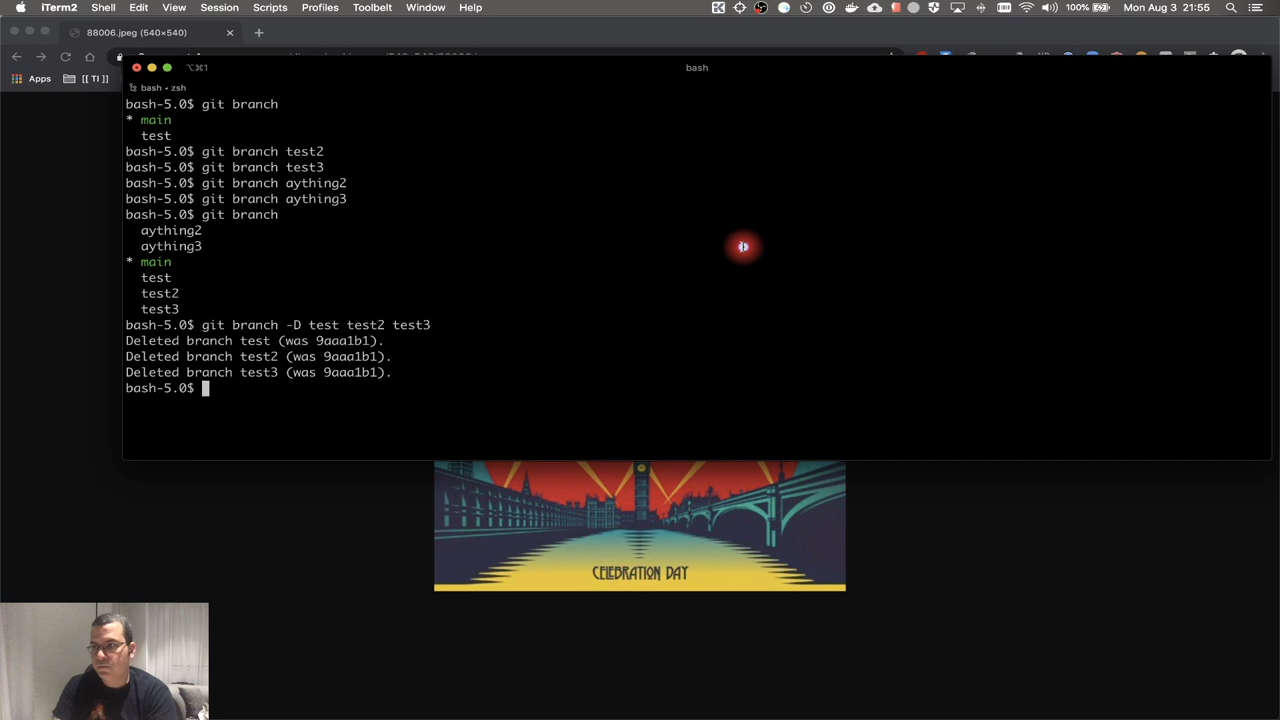 iTerm2 Shell Edit View Session Scripts Profiles Toolbelt Window Help 100% Mon Aug 3 21:55
88006.jpeg (540×540)
Apps [[ TI ]]
⌥⌘1 bash
bash • zsh
bash-5.0$ git branch
* main
test
bash-5.0$ git branch test2
bash-5.0$ git branch test3
bash-5.0$ git branch aything2
bash-5.0$ git branch aything3
bash-5.0$ git branch
aything2
aything3
* main
test
test2
test3
bash-5.0$ git branch -D test test2 test3
Deleted branch test (was 9aaa1b1).
Deleted branch test2 (was 9aaa1b1).
Deleted branch test3 (was 9aaa1b1).
bash-5.0$
CELEBRATION DAY